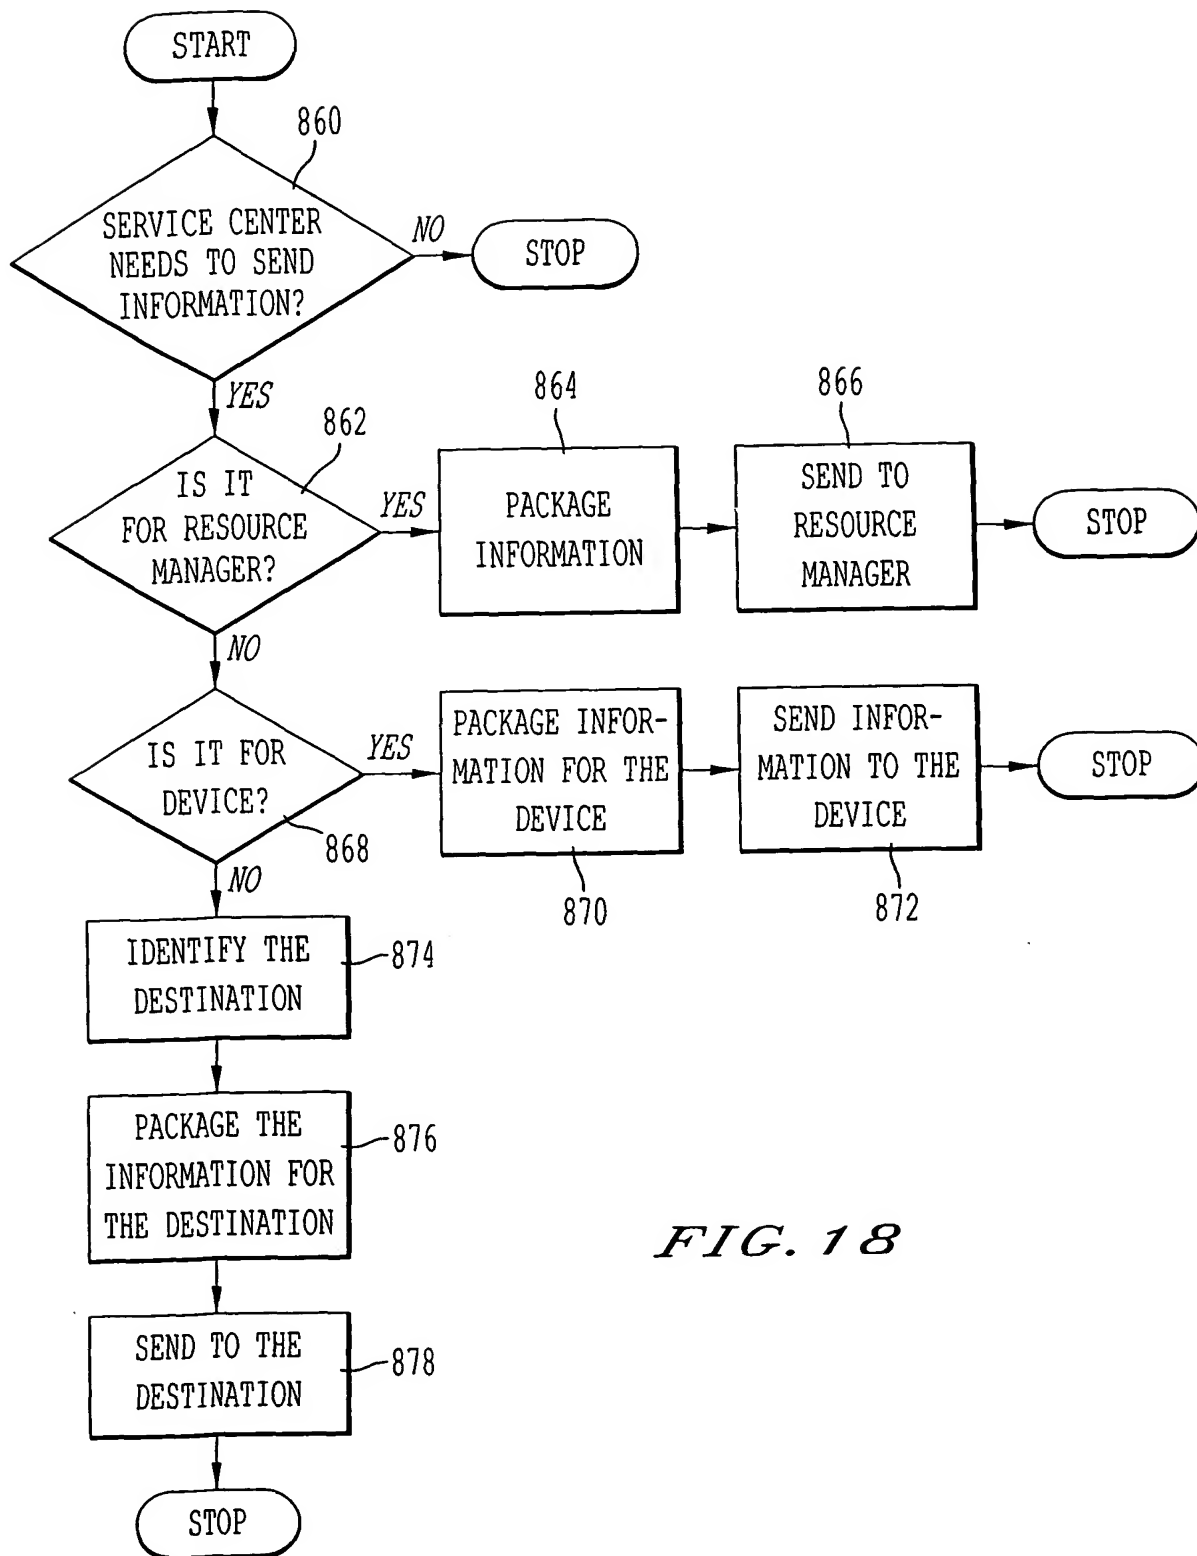 START
860
SERVICE CENTER
NEEDS TO SEND
INFORMATION?
NO
STOP
YES
862
IS IT
FOR RESOURCE
MANAGER?
YES
864
PACKAGE
INFORMATION
866
SEND TO
RESOURCE
MANAGER
STOP
NO
IS IT FOR
DEVICE?
868
YES
PACKAGE INFOR-
MATION FOR THE
DEVICE
870
SEND INFOR-
MATION TO THE
DEVICE
872
STOP
NO
IDENTIFY THE
DESTINATION
874
PACKAGE THE
INFORMATION FOR
THE DESTINATION
876
SEND TO THE
DESTINATION
878
STOP
FIG. 18